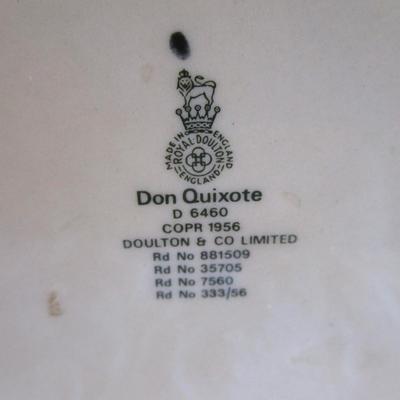 MADE IN ENGLAND
ROYAL DOULTON
ENGLAND
Don Quixote
D 6460
COPR 1956
DOULTON & CO LIMITED
Rd No 881509
Rd No 35705
Rd No 7560
Rd No 333/56